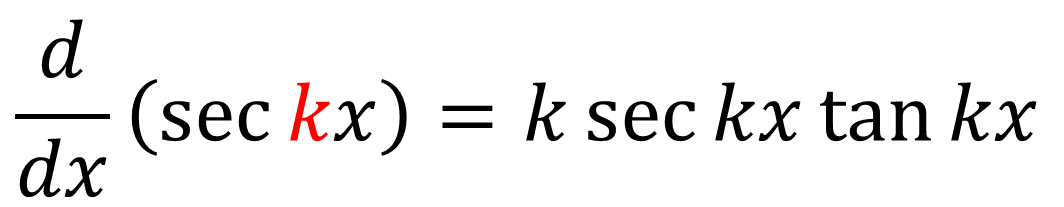 d/dx (sec kx) = k sec kx tan kx